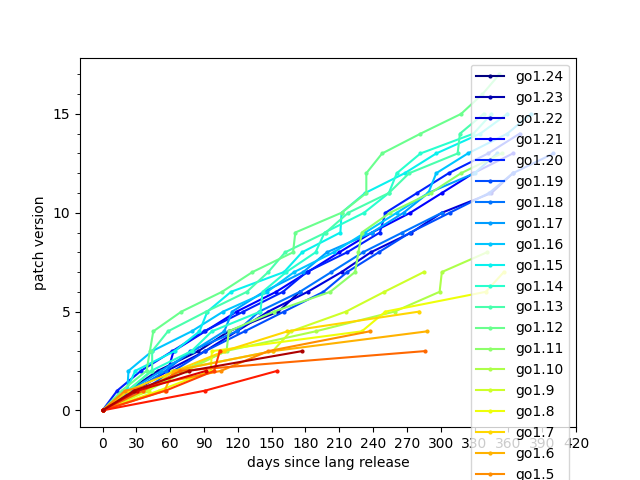 go1.24
go1.23
go1.22
go1.21
go1.20
go1.19
go1.18
go1.17
go1.16
go1.15
go1.14
go1.13
go1.12
go1.11
go1.10
go1.9
go1.8
go1.7
go1.6
go1.5
15
10
5
0
patch version
0 30 60 90 120 150 180 210 240 270 300 330 360 390 420
days since lang release